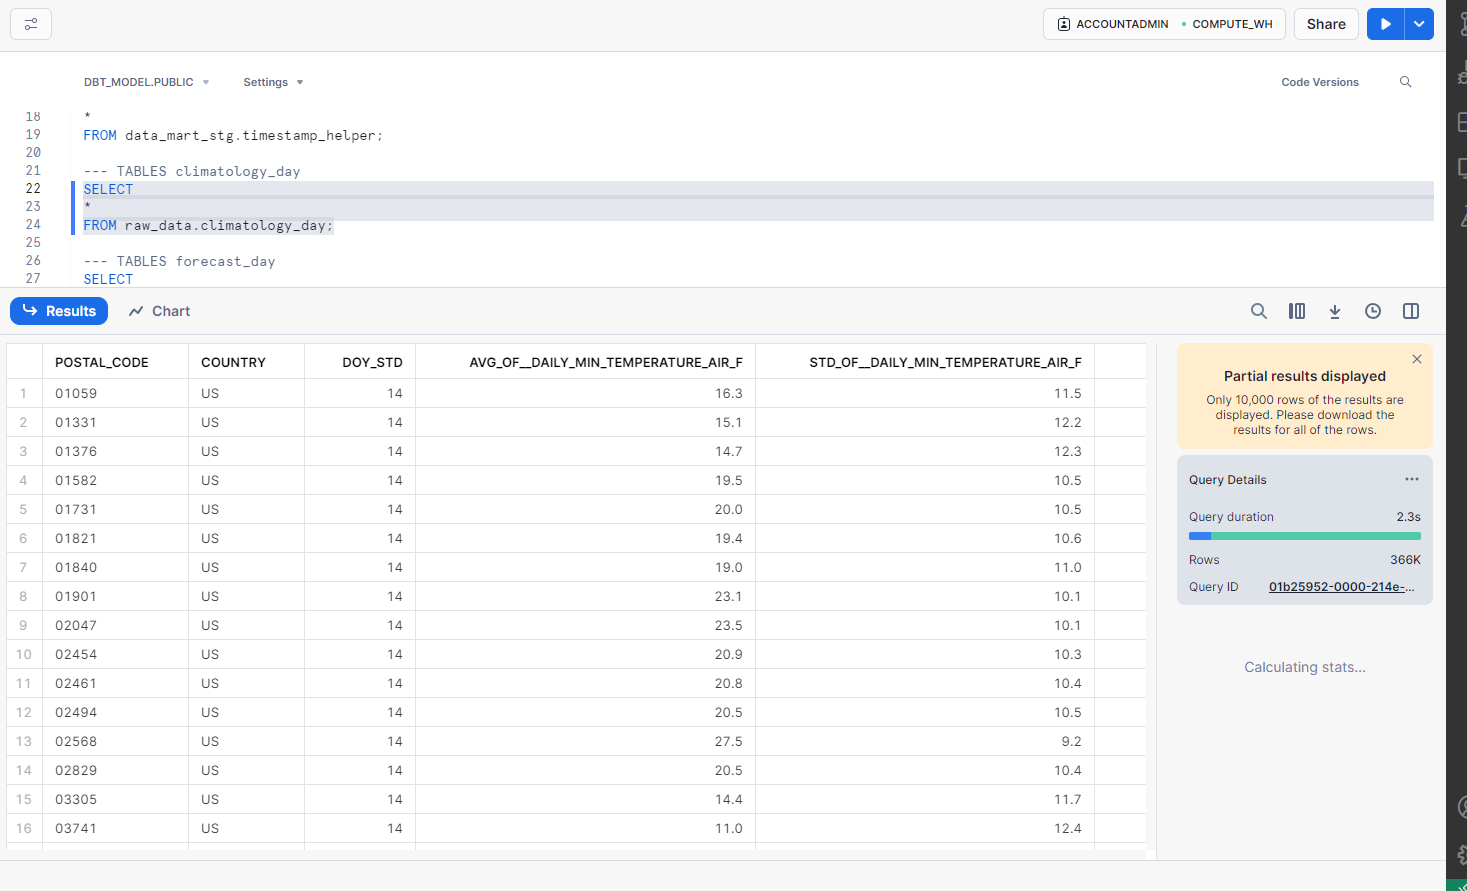 ACCOUNTADMIN • COMPUTE_WH
Share
DBT_MODEL.PUBLIC
Settings
Code Versions
18 *
19 FROM data_mart_stg.timestamp_helper;
20
21 --- TABLES climatology_day
22 SELECT
23 *
24 FROM raw_data.climatology_day;
25
26 --- TABLES forecast_day
27 SELECT
Results
Chart
POSTAL_CODE COUNTRY DOY_STD AVG_OF__DAILY_MIN_TEMPERATURE_AIR_F STD_OF__DAILY_MIN_TEMPERATURE_AIR_F
1 01059 US 14 16.3 11.5
2 01331 US 14 15.1 12.2
3 01376 US 14 14.7 12.3
4 01582 US 14 19.5 10.5
5 01731 US 14 20.0 10.5
6 01821 US 14 19.4 10.6
7 01840 US 14 19.0 11.0
8 01901 US 14 23.1 10.1
9 02047 US 14 23.5 10.1
10 02454 US 14 20.9 10.3
11 02461 US 14 20.8 10.4
12 02494 US 14 20.5 10.5
13 02568 US 14 27.5 9.2
14 02829 US 14 20.5 10.4
15 03305 US 14 14.4 11.7
16 03741 US 14 11.0 12.4
Partial results displayed
Only 10,000 rows of the results are
displayed. Please download the
results for all of the rows.
Query Details
Query duration 2.3s
Rows 366K
Query ID 01b25952-0000-214e-...
Calculating stats...